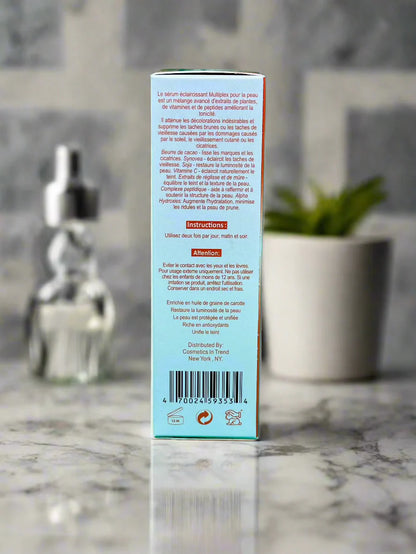 Le sérum éclaircissant Multiplex pour la peau
est un mélange avancé d'extraits de plantes,
de vitamines et de peptides améliorant la
tonicité.
Il atténue les décolorations indésirables et
supprime les taches brunes ou les taches de
vieillesse causées par les dommages causés
par le soleil, le vieillissement cutané ou les
cicatrices.
Beurre de cacao - lisse les marques et les
cicatrices. Synovea - éclaircit les taches de
vieillesse. Soja - restaure la luminosité de la
peau. Vitamine C - éclaircit naturellement le
teint. Extraits de réglisse et de mûre -
équilibre le teint et la texture de la peau.
Complexe peptidique - aide à raffermir et à
soutenir la structure de la peau. Alpha
Hydroxies: Augmente l'hydratation, minimise
les ridules et la peau de prune.
Instructions :
Utilisez deux fois par jour, matin et soir
Attention:
Éviter le contact avec les yeux et les lèvres.
Pour usage externe uniquement. Ne pas utiliser
chez les enfants de moins de 12 ans. Si une
irritation se produit, arrêtez l'utilisation.
Conserver dans un endroit sec et frais.
Enrichie en huile de graine de carotte
Restaure la luminosité de la peau
La peau est protégée et unifiée
Riche en antioxydants
Unifie le teint
Distributed By:
Cosmetics In Trend
New York , NY.
4 70024 59353 4
12 M